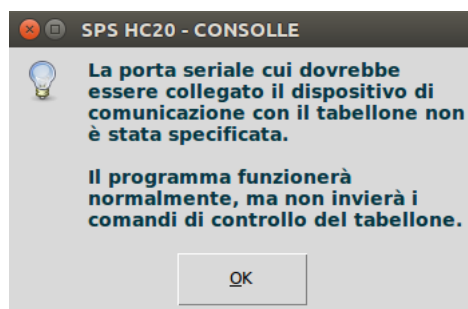 SPS HC20 - CONSOLLE
La porta seriale cui dovrebbe
essere collegato il dispositivo di
comunicazione con il tabellone non
è stata specificata.
Il programma funzionerà
normalmente, ma non invierà i
comandi di controllo del tabellone.
OK